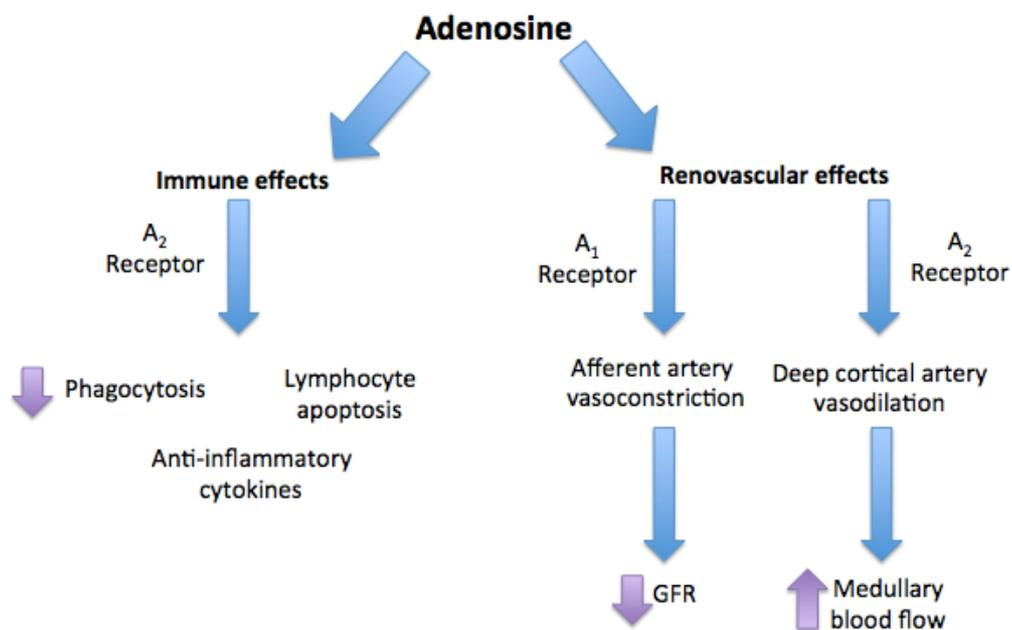 Adenosine
Immune effects
Renovascular effects
A₂
Receptor
A₁
Receptor
A₂
Receptor
Phagocytosis
Lymphocyte
apoptosis
Anti-inflammatory
cytokines
Afferent artery
vasoconstriction
Deep cortical artery
vasodilation
GFR
Medullary
blood flow